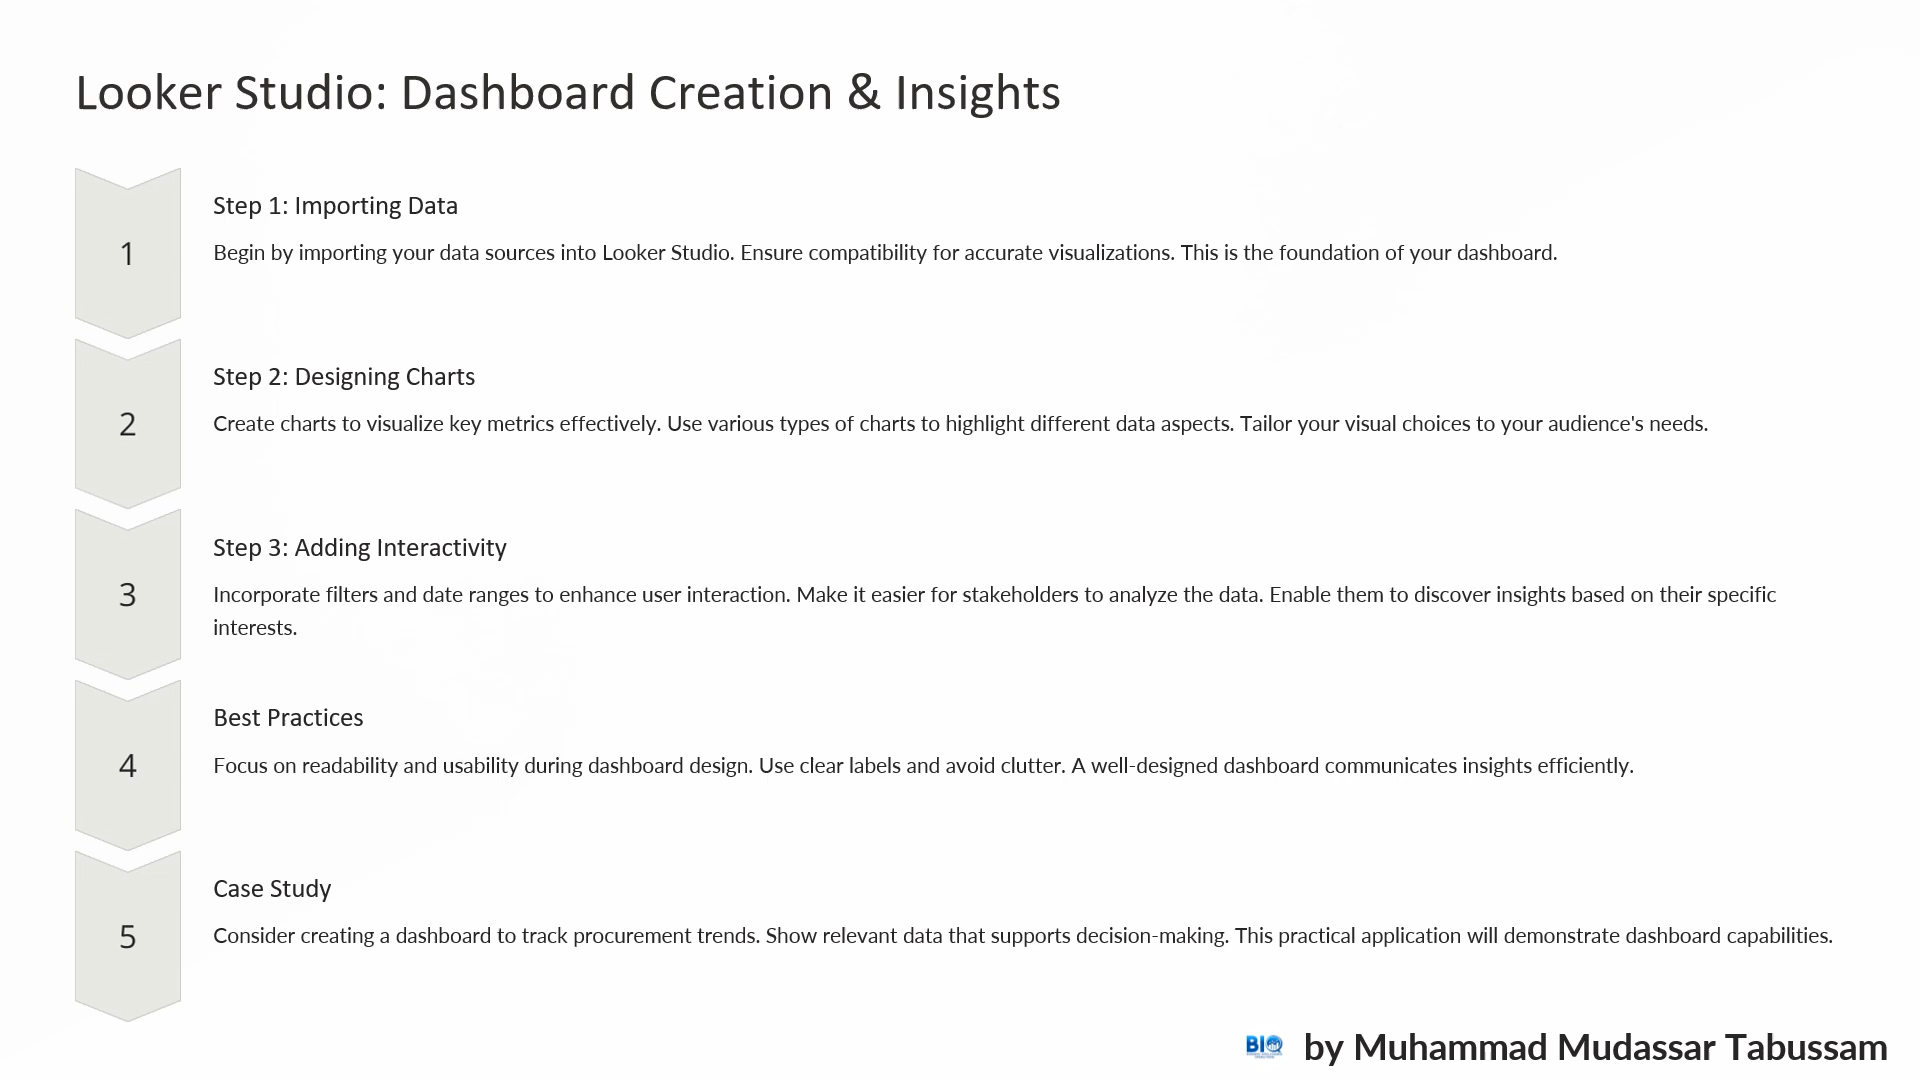 Looker Studio: Dashboard Creation & Insights
1
Step 1: Importing Data
Begin by importing your data sources into Looker Studio. Ensure compatibility for accurate visualizations. This is the foundation of your dashboard.
2
Step 2: Designing Charts
Create charts to visualize key metrics effectively. Use various types of charts to highlight different data aspects. Tailor your visual choices to your audience's needs.
3
Step 3: Adding Interactivity
Incorporate filters and date ranges to enhance user interaction. Make it easier for stakeholders to analyze the data. Enable them to discover insights based on their specific
interests.
4
Best Practices
Focus on readability and usability during dashboard design. Use clear labels and avoid clutter. A well-designed dashboard communicates insights efficiently.
5
Case Study
Consider creating a dashboard to track procurement trends. Show relevant data that supports decision-making. This practical application will demonstrate dashboard capabilities.
BIQ by Muhammad Mudassar Tabussam